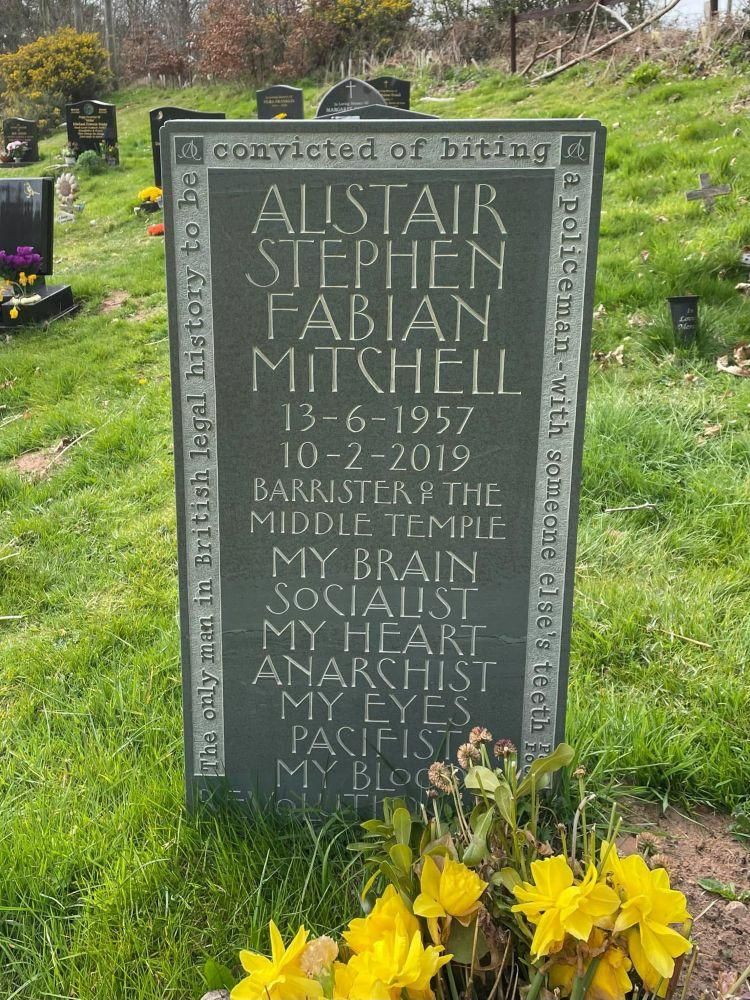 The only man in British legal history to be
convicted of biting
a policeman - with someone else's teeth
ALISTAIR
STEPHEN
FABIAN
MITCHELL
13-6-1957
10-2-2019
BARRISTER OF THE
MIDDLE TEMPLE
MY BRAIN
SOCIALIST
MY HEART
ANARCHIST
MY EYES
PACIFIST
MY